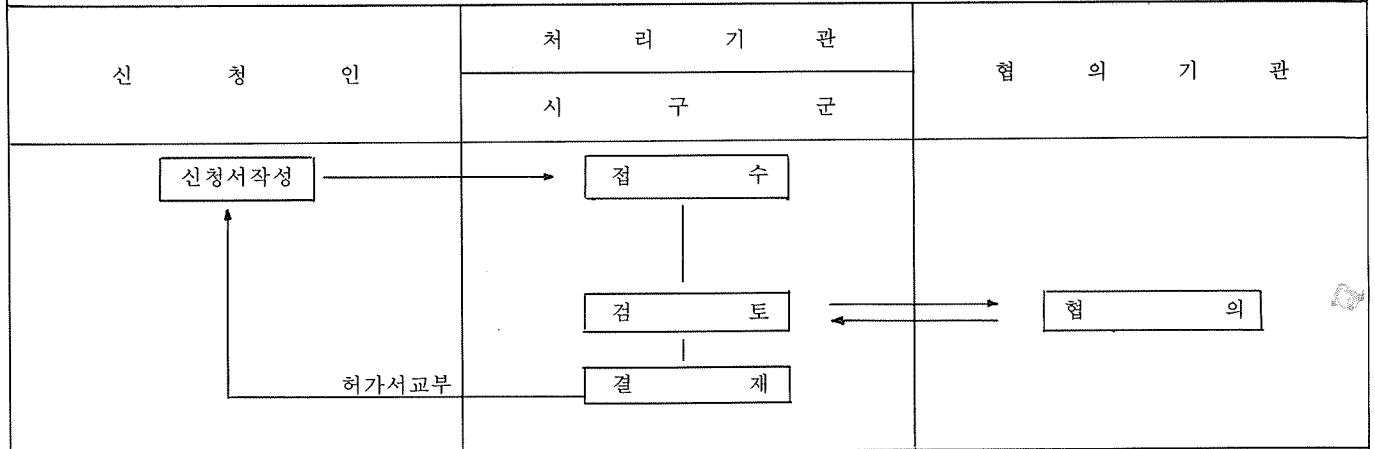 신 청 인
처 리 기 관
시 구 군
협 의 기 관
신청서작성
접 수
검 토
협 의
허가서교부
결 재